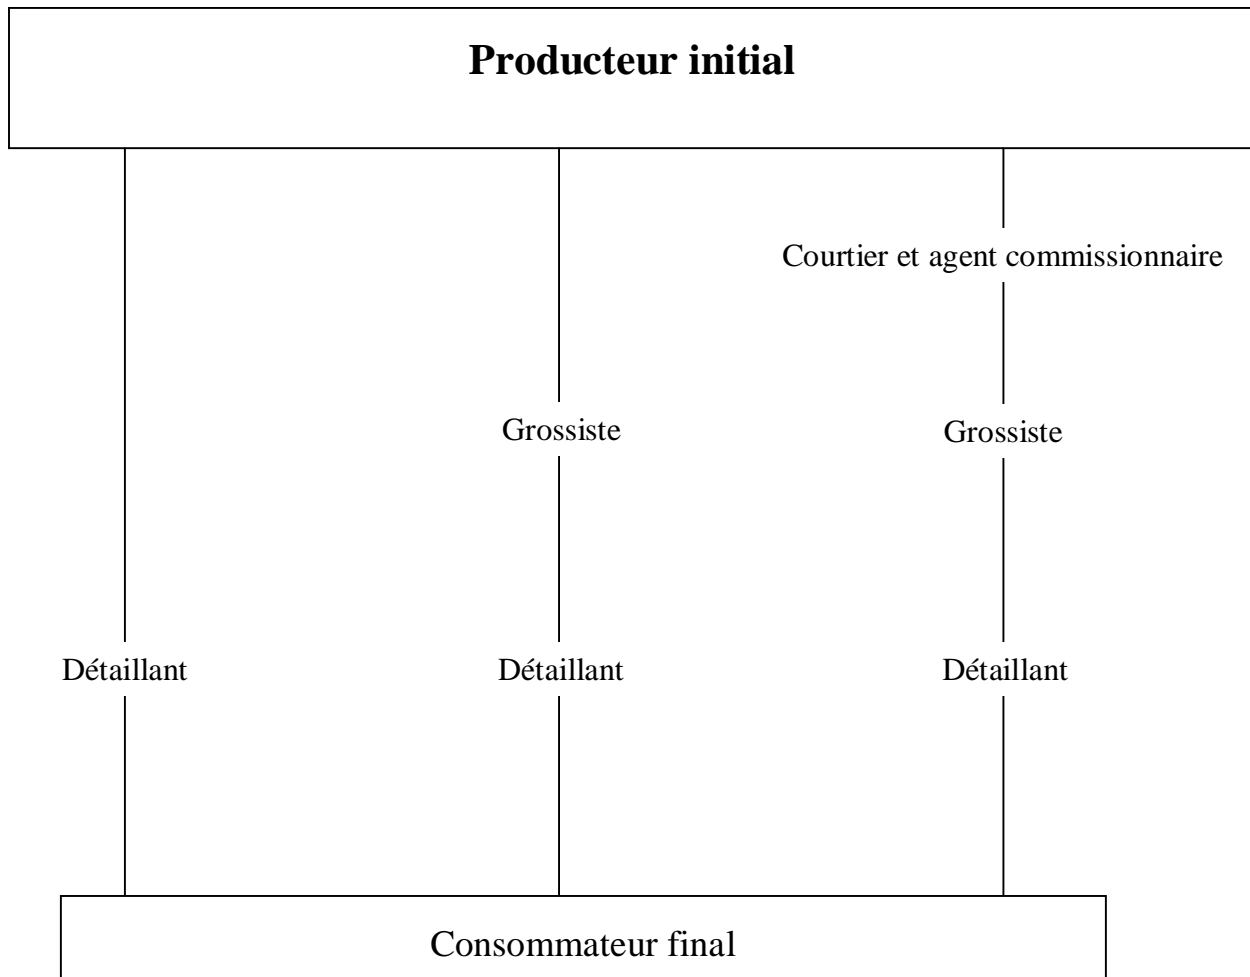 Producteur initial
Courtier et agent commissionnaire
Grossiste
Grossiste
Détaillant
Détaillant
Détaillant
Consommateur final